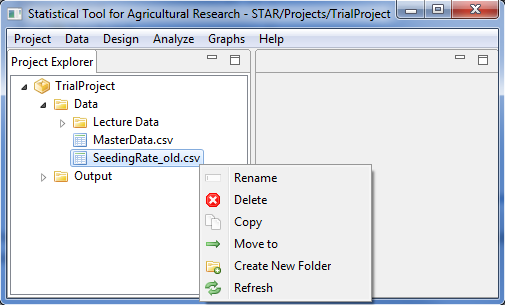 Statistical Tool for Agricultural Research - STAR/Projects/TrialProject
Project Data Design Analyze Graphs Help
Project Explorer
TrialProject
Data
Lecture Data
MasterData.csv
SeedingRate_old.csv
Output
Rename
Delete
Copy
Move to
Create New Folder
Refresh